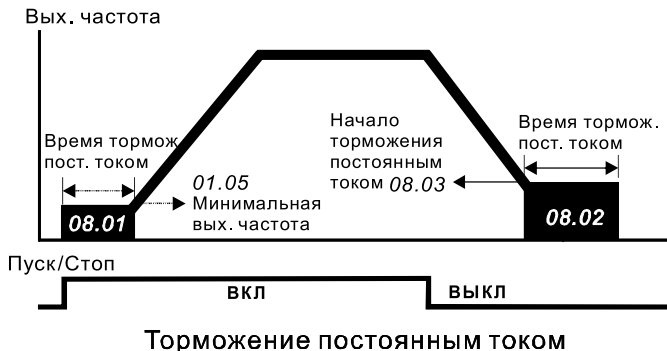 Вых. частота
Время тормож.
пост. током
01.05
Минимальная
вых. частота
08.01
Начало
торможения
постоянным
током 08.03
Время тормож.
пост. током
08.02
Пуск/Стоп
ВКЛ
ВЫКЛ
Торможение постоянным током